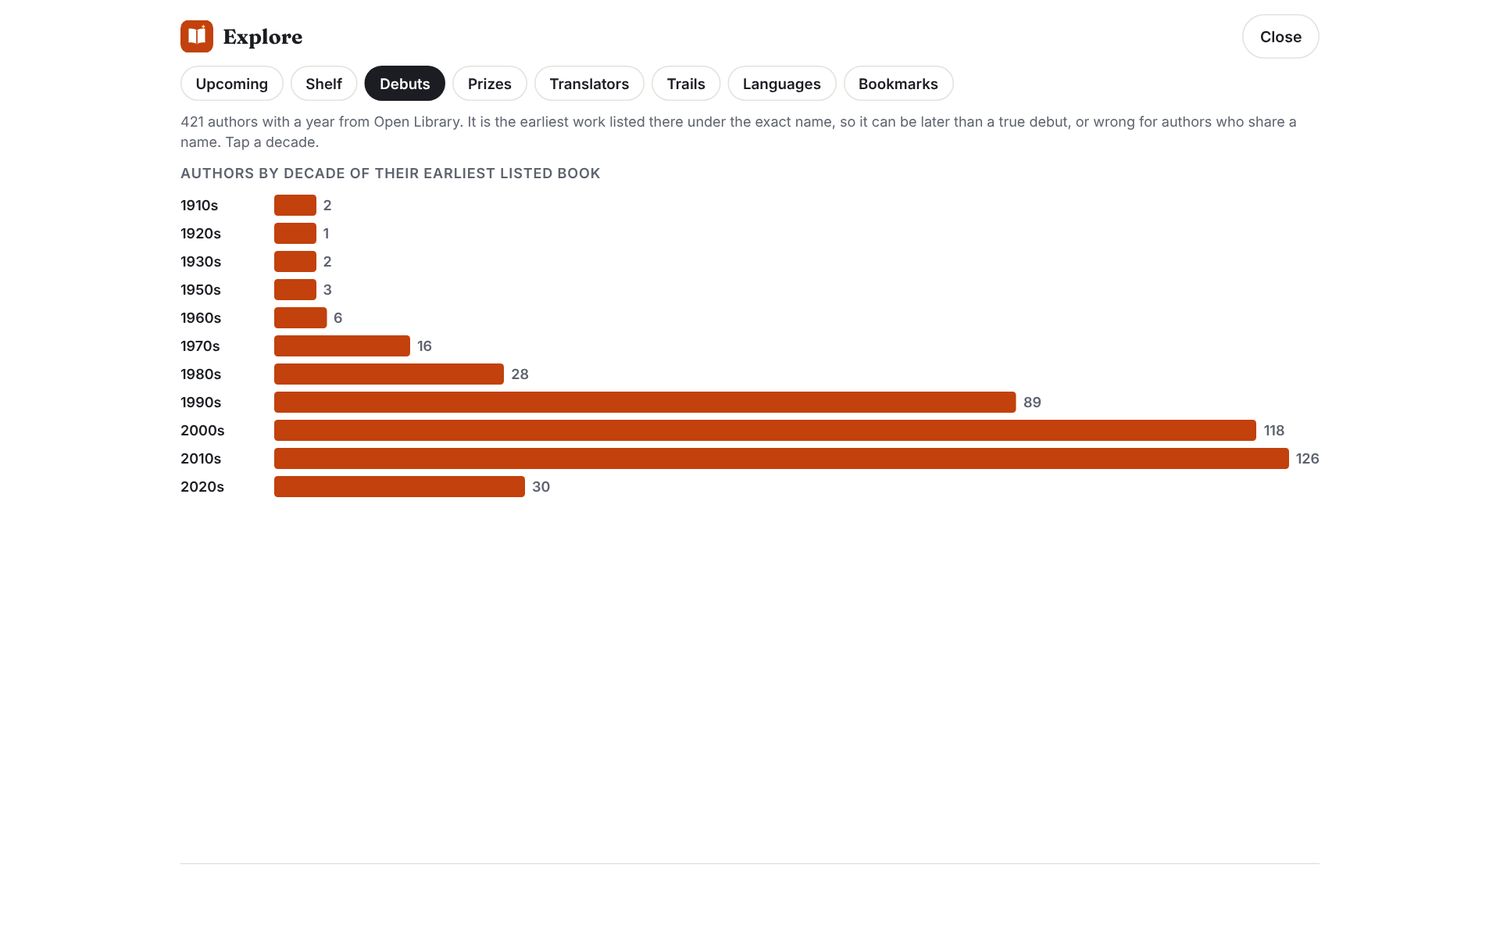 Explore
Close
Upcoming
Shelf
Debuts
Prizes
Translators
Trails
Languages
Bookmarks
421 authors with a year from Open Library. It is the earliest work listed there under the exact name, so it can be later than a true debut, or wrong for authors who share a
name. Tap a decade.
AUTHORS BY DECADE OF THEIR EARLIEST LISTED BOOK
1910s 2
1920s 1
1930s 2
1950s 3
1960s 6
1970s 16
1980s 28
1990s 89
2000s 118
2010s 126
2020s 30